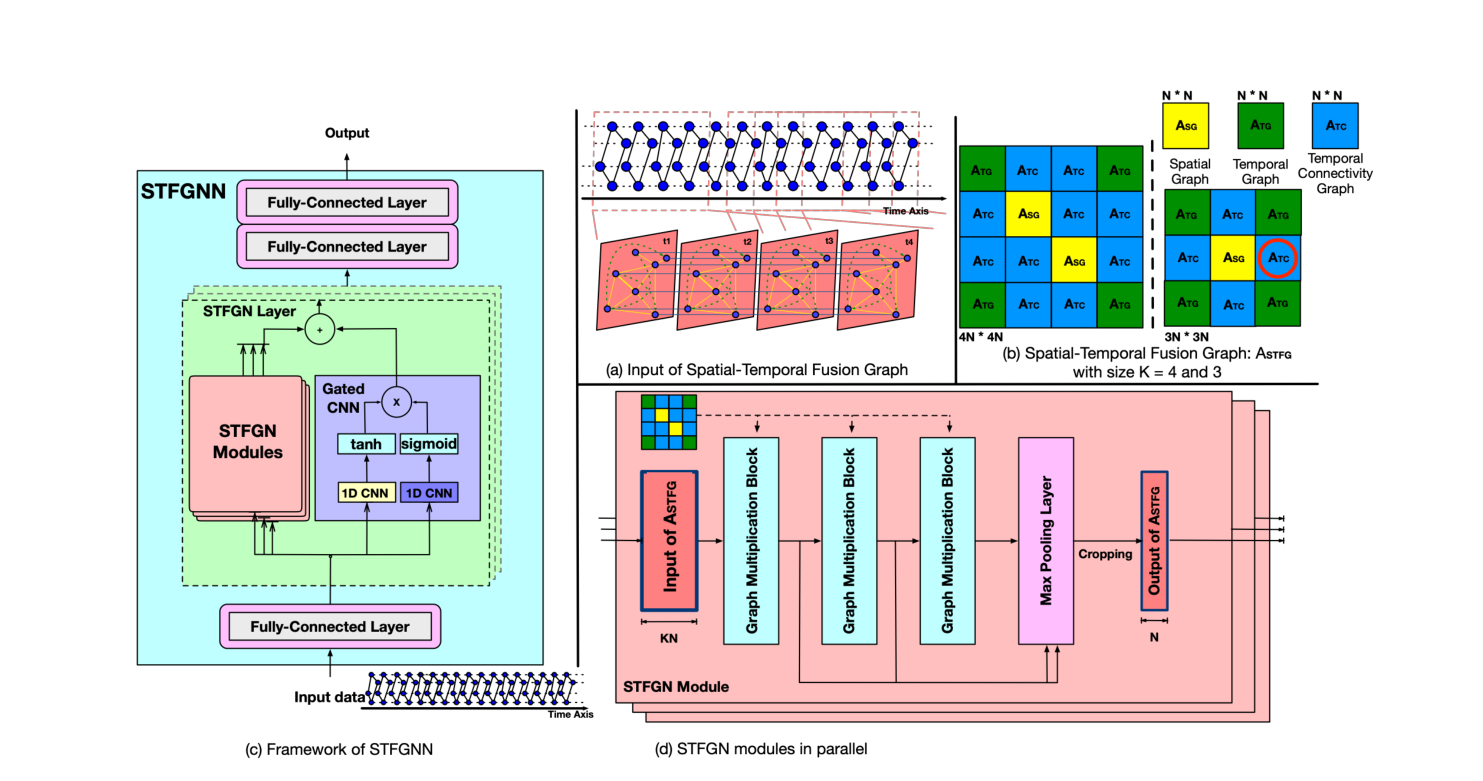 Output
STFGNN
Fully-Connected Layer
Fully-Connected Layer
STFGN Layer
+
Gated
CNN
x
STFGN
Modules
tanh
sigmoid
1D CNN
1D CNN
Fully-Connected Layer
Input data
Time Axis
(c) Framework of STFGNN
Time Axis
t1
t2
t3
t4
(a) Input of Spatial-Temporal Fusion Graph
N * N
N * N
N * N
ASG
ATG
ATC
Spatial
Graph
Temporal
Graph
Temporal
Connectivity
Graph
ATG ATC ATC ATG
ATC ASG ATC ATC
ATC ATC ASG ATC
ATG ATC ATC ATG
4N * 4N
ATG ATC ATG
ATC ASG ATC
ATG ATC ATG
3N * 3N
(b) Spatial-Temporal Fusion Graph: ASTFG
with size K = 4 and 3
Input of ASTFG
KN
Graph Multiplication Block
Graph Multiplication Block
Graph Multiplication Block
Max Pooling Layer
Cropping
Output of ASTFG
N
STFGN Module
(d) STFGN modules in parallel